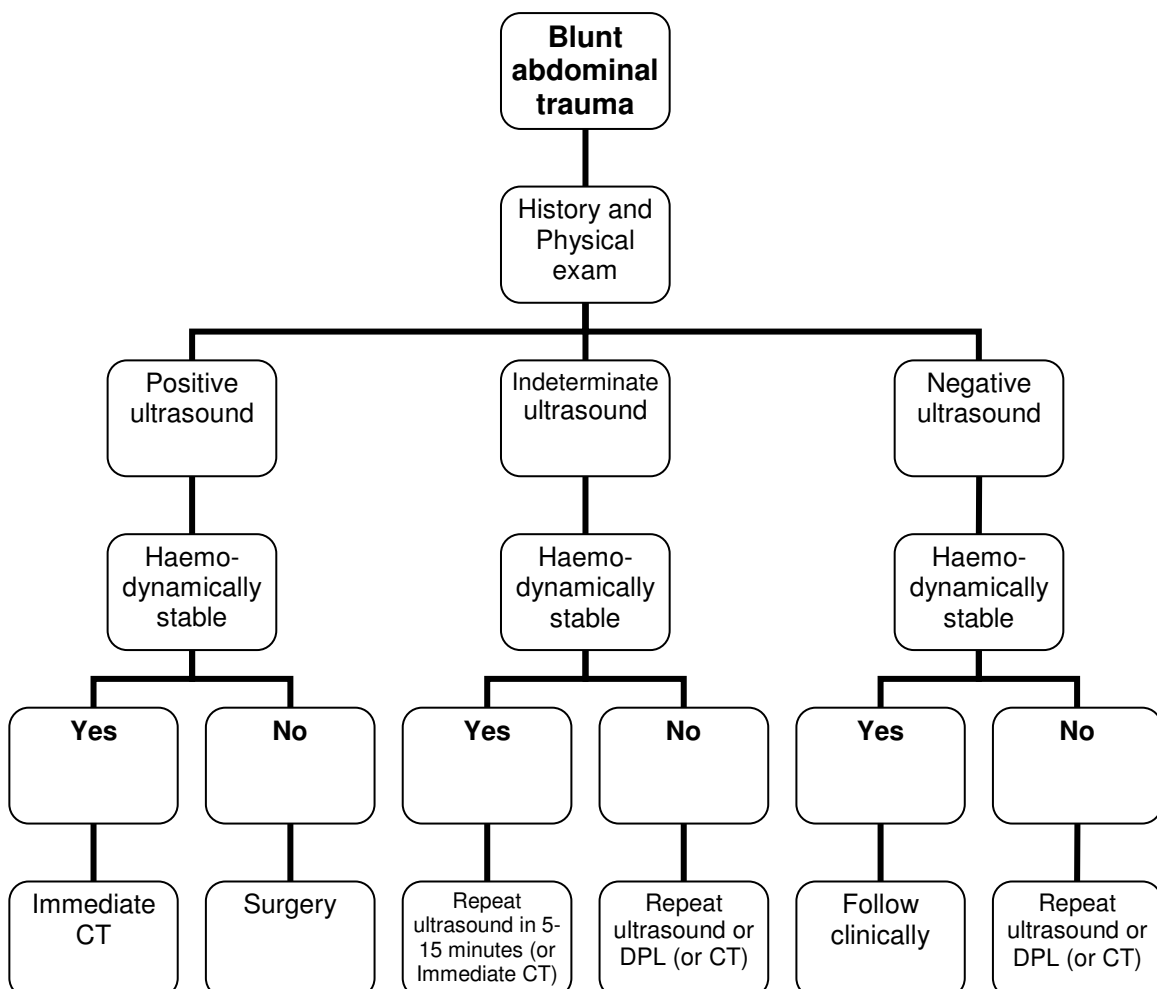 Blunt
abdominal
trauma
History and
Physical
exam
Positive
ultrasound
Indeterminate
ultrasound
Negative
ultrasound
Haemo-
dynamically
stable
Haemo-
dynamically
stable
Haemo-
dynamically
stable
Yes
No
Yes
No
Yes
No
Immediate
CT
Surgery
Repeat
ultrasound in 5-
15 minutes (or
Immediate CT)
Repeat
ultrasound or
DPL (or CT)
Follow
clinically
Repeat
ultrasound or
DPL (or CT)